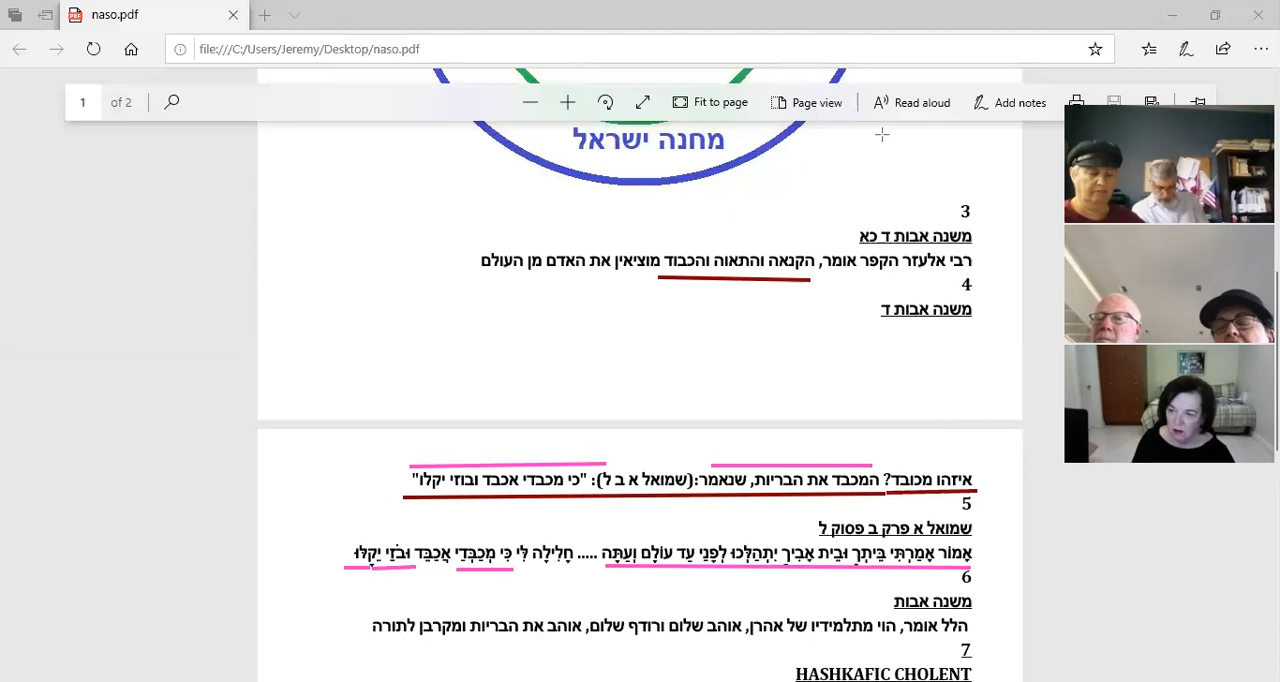 naso.pdf
file:///C:/Users/Jeremy/Desktop/naso.pdf
1 of 2 Fit to page Page view Read aloud Add notes
מחנה ישראל
3
משנה אבות ד כא
רבי אלעזר הקפר אומר, הקנאה והתאוה והכבוד מוציאין את האדם מן העולם
4
משנה אבות ד
איזהו מכובד? המכבד את הבריות, שנאמר:(שמואל א ב ל): "כי מכבדי אכבד ובוזי יקלו"
5
שמואל א פרק ב פסוק ל
אָמוֹר אָמַרְתִּי בֵּיתְךָ וּבֵית אָבִיךָ יִתְהַלְּכוּ לְפָנַי עַד עוֹלָם וְעַתָּה ..... חָלִילָה לִּי כִּי מְכַבְּדַי אֲכַבֵּד וּבֹזַי יֵקָלּוּ
6
משנה אבות
הלל אומר, הוי מתלמידיו של אהרן, אוהב שלום ורודף שלום, אוהב את הבריות ומקרבן לתורה
7
HASHKAFIC CHOLENT